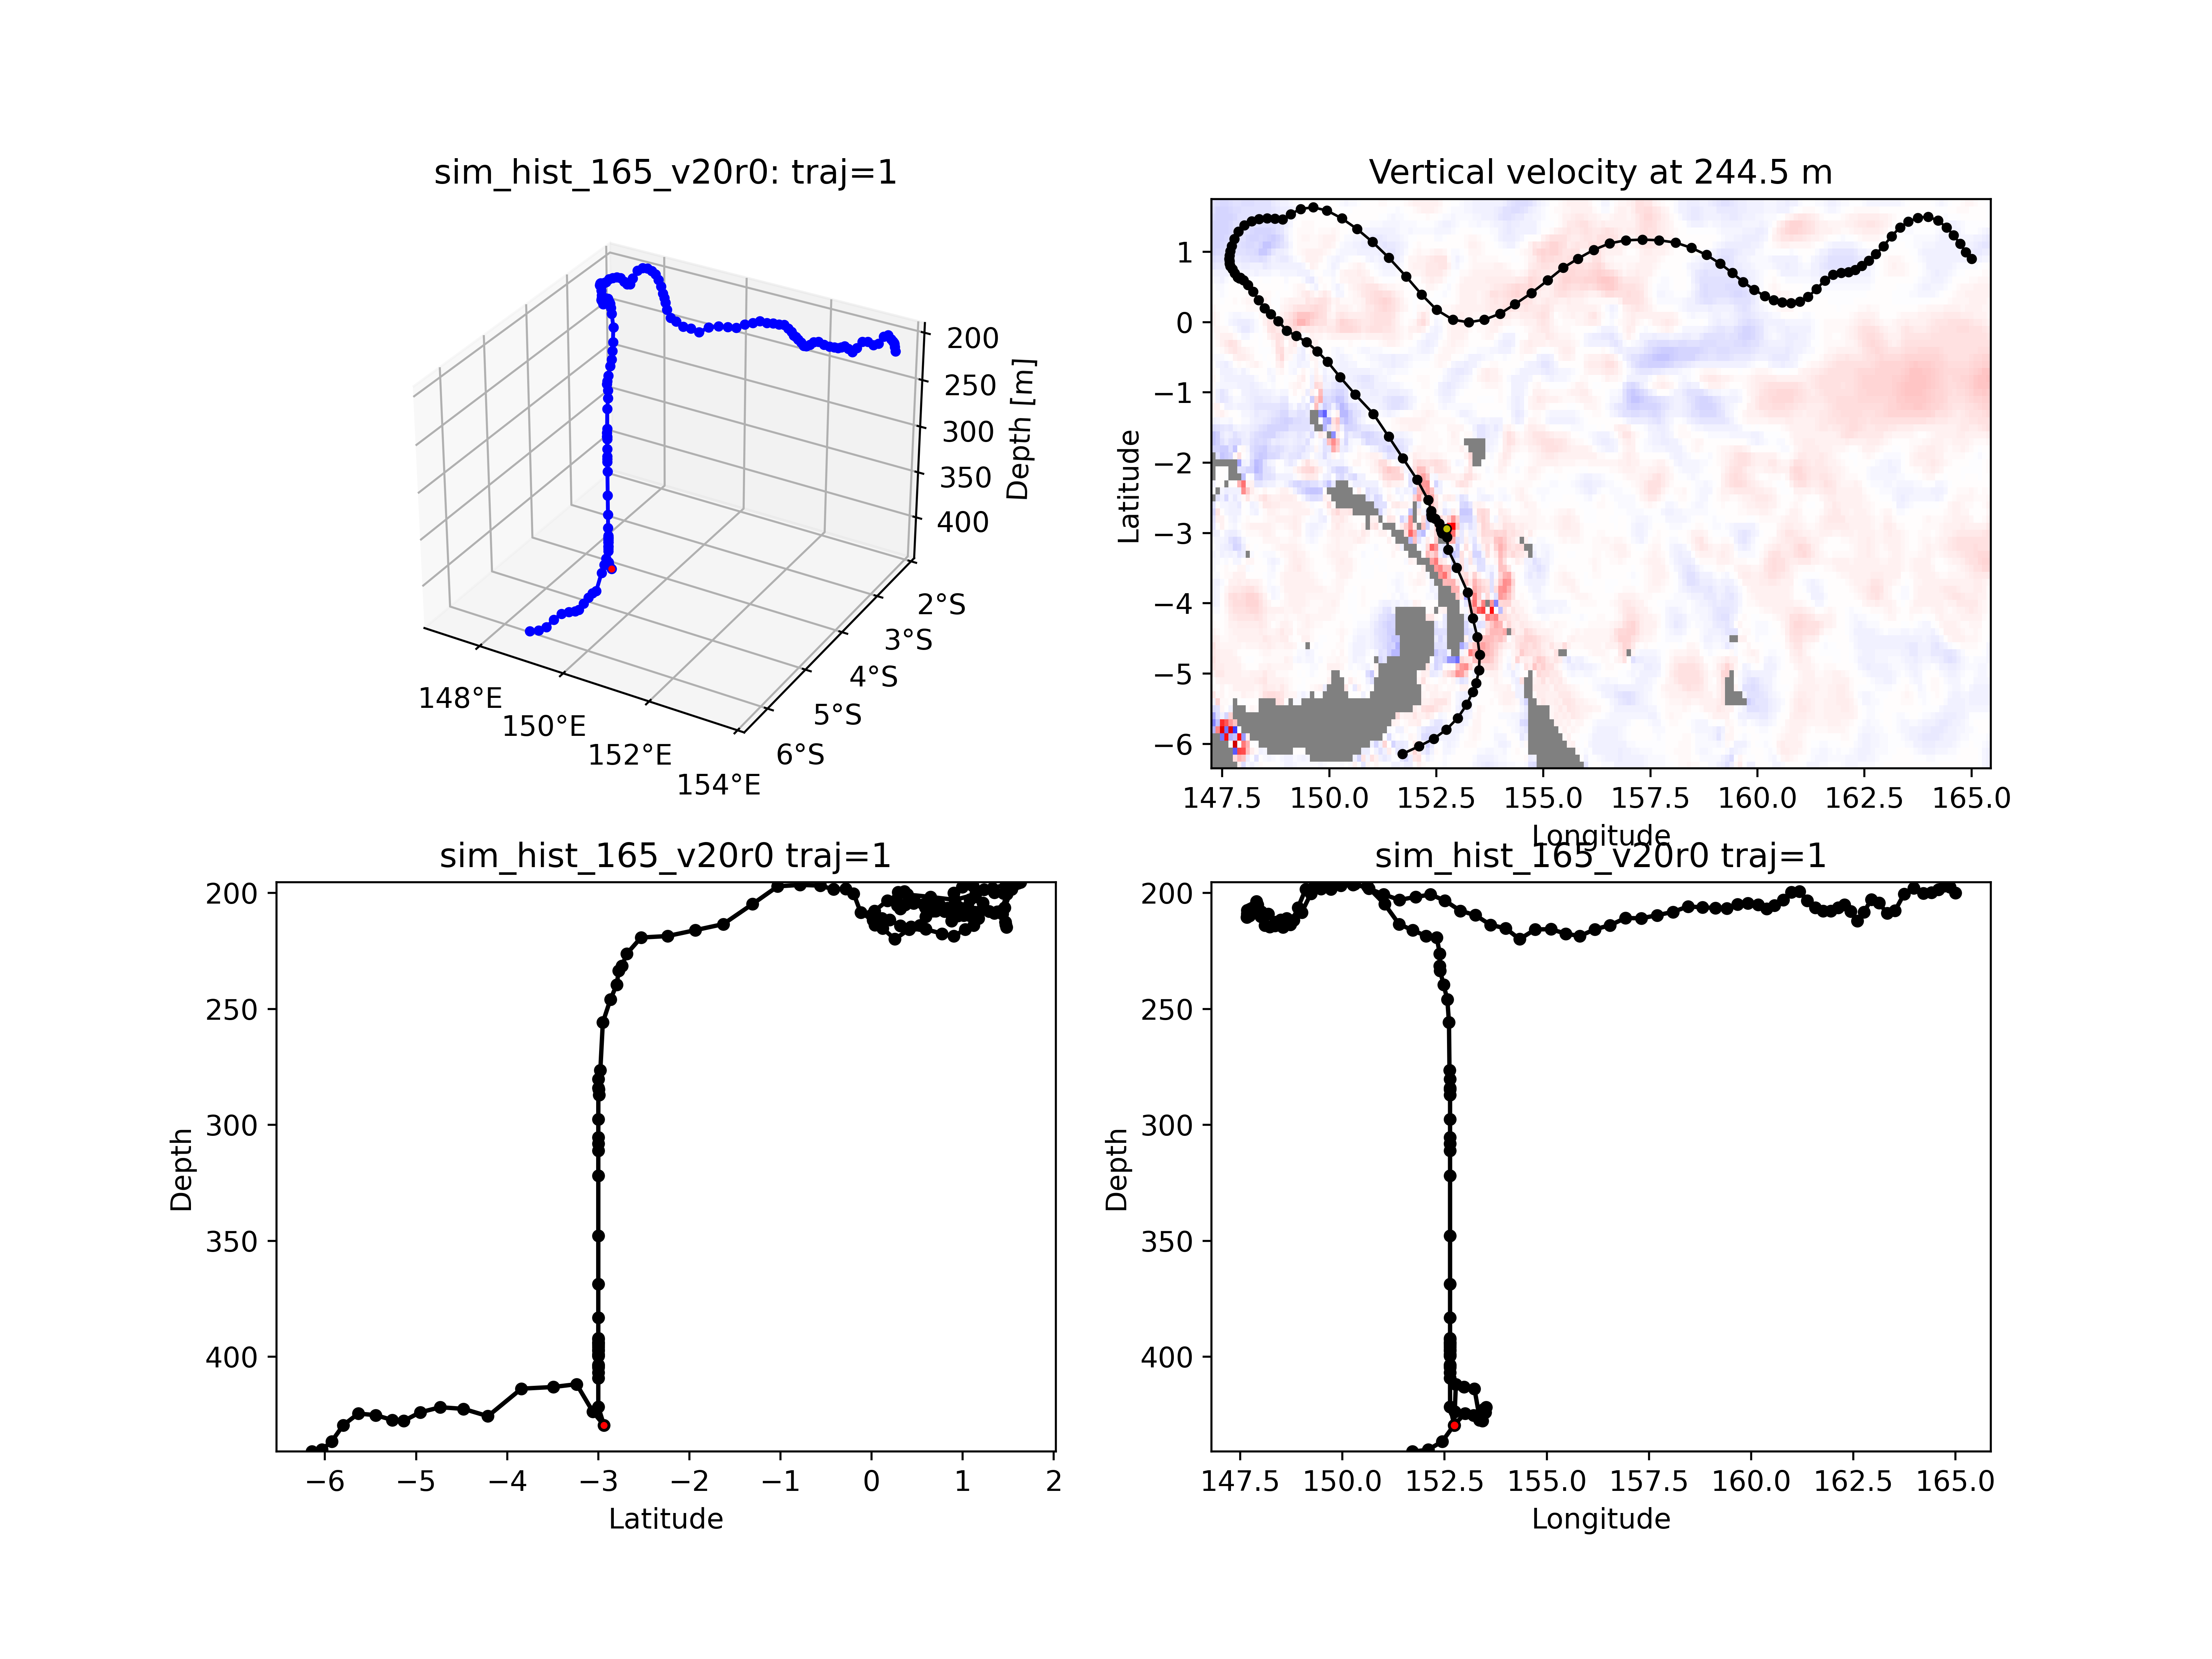 sim_hist_165_v20r0: traj=1
200
250
300
350
400
Depth [m]
2°S
3°S
4°S
5°S
6°S
148°E
150°E
152°E
154°E
Vertical velocity at 244.5 m
1
0
−1
−2
−3
−4
−5
−6
Latitude
147.5 150.0 152.5 155.0 157.5 160.0 162.5 165.0
Longitude
sim_hist_165_v20r0 traj=1
200
250
300
350
400
Depth
−6 −5 −4 −3 −2 −1 0 1 2
Latitude
sim_hist_165_v20r0 traj=1
200
250
300
350
400
Depth
147.5 150.0 152.5 155.0 157.5 160.0 162.5 165.0
Longitude